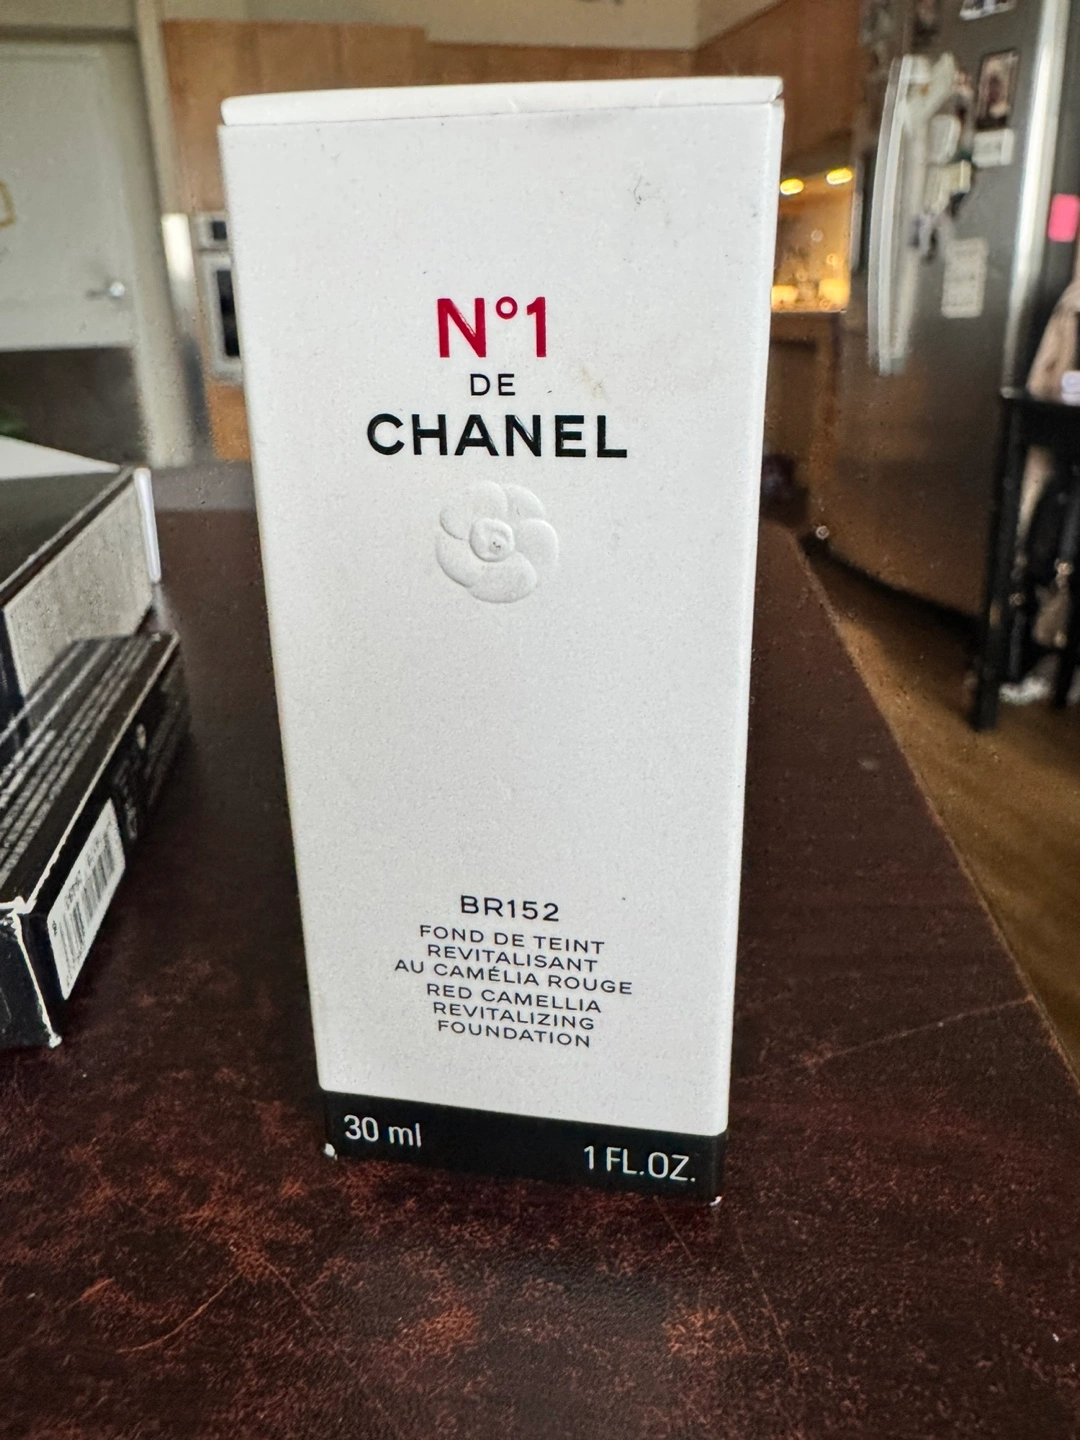 N°1
DE
CHANEL
BR152
FOND DE TEINT
REVITALISANT
AU CAMÉLIA ROUGE
RED CAMELLIA
REVITALIZING
FOUNDATION
30 ml
1 FL.OZ.